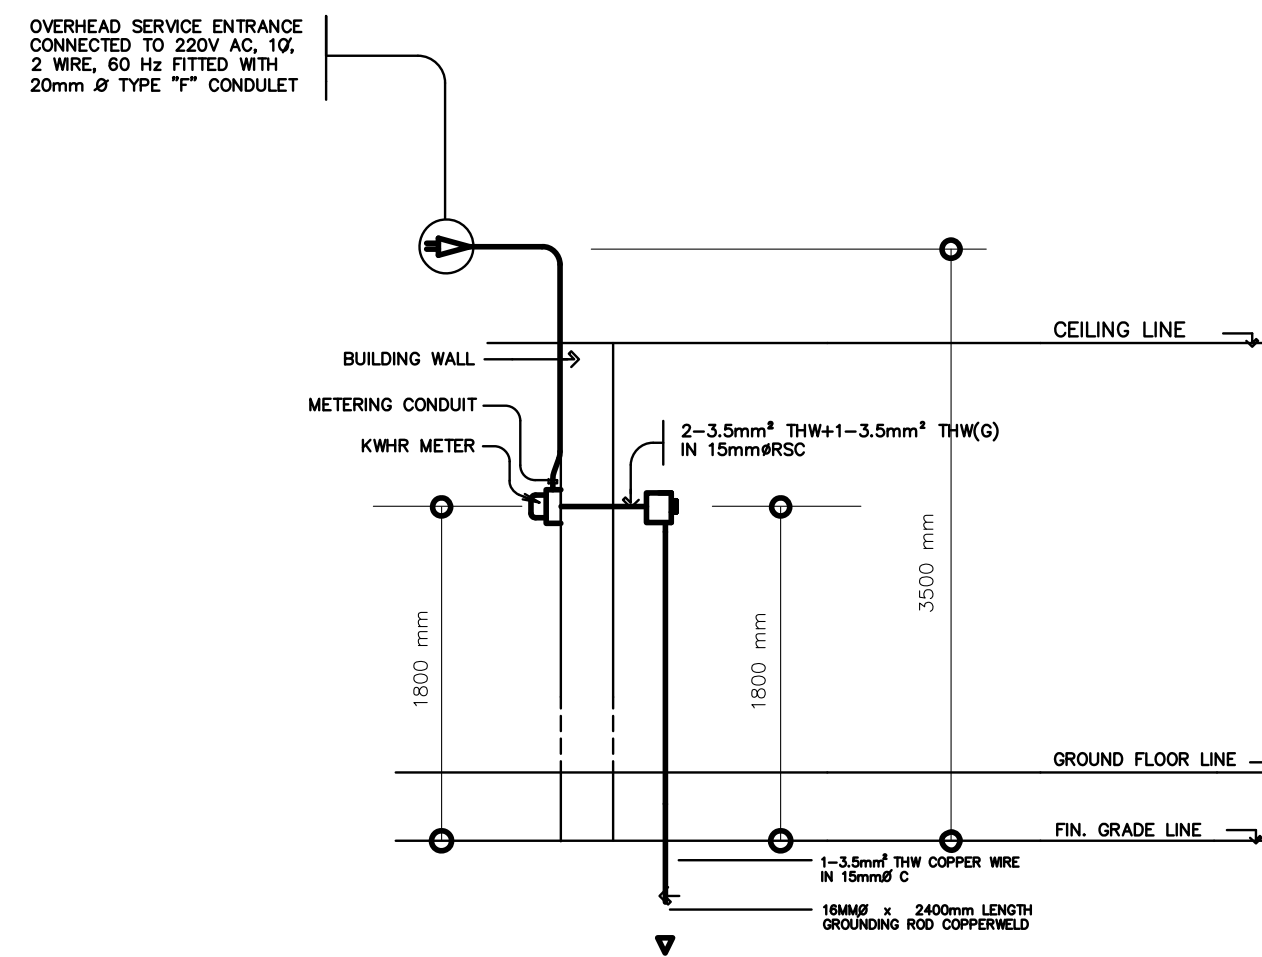 OVERHEAD SERVICE ENTRANCE
CONNECTED TO 220V AC, 1Ø,
2 WIRE, 60 Hz FITTED WITH
20mm Ø TYPE "F" CONDULET
CEILING LINE
BUILDING WALL
METERING CONDUIT
KWHR METER
2-3.5mm² THW+1-3.5mm² THW(G)
IN 15mmØRSC
3500 mm
1800 mm
1800 mm
GROUND FLOOR LINE
FIN. GRADE LINE
1-3.5mm² THW COPPER WIRE
IN 15mmØ C
16MMØ x 2400mm LENGTH
GROUNDING ROD COPPERWELD